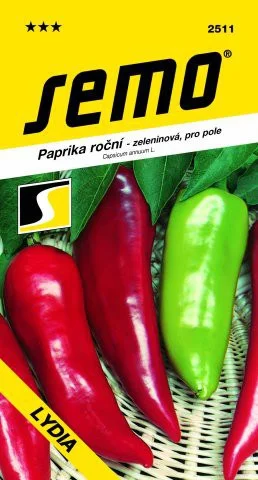 ★★★ 2511
semo®
Paprika roční - zeleninová, pro pole
Capsicum annuum L.
S
LYDIA